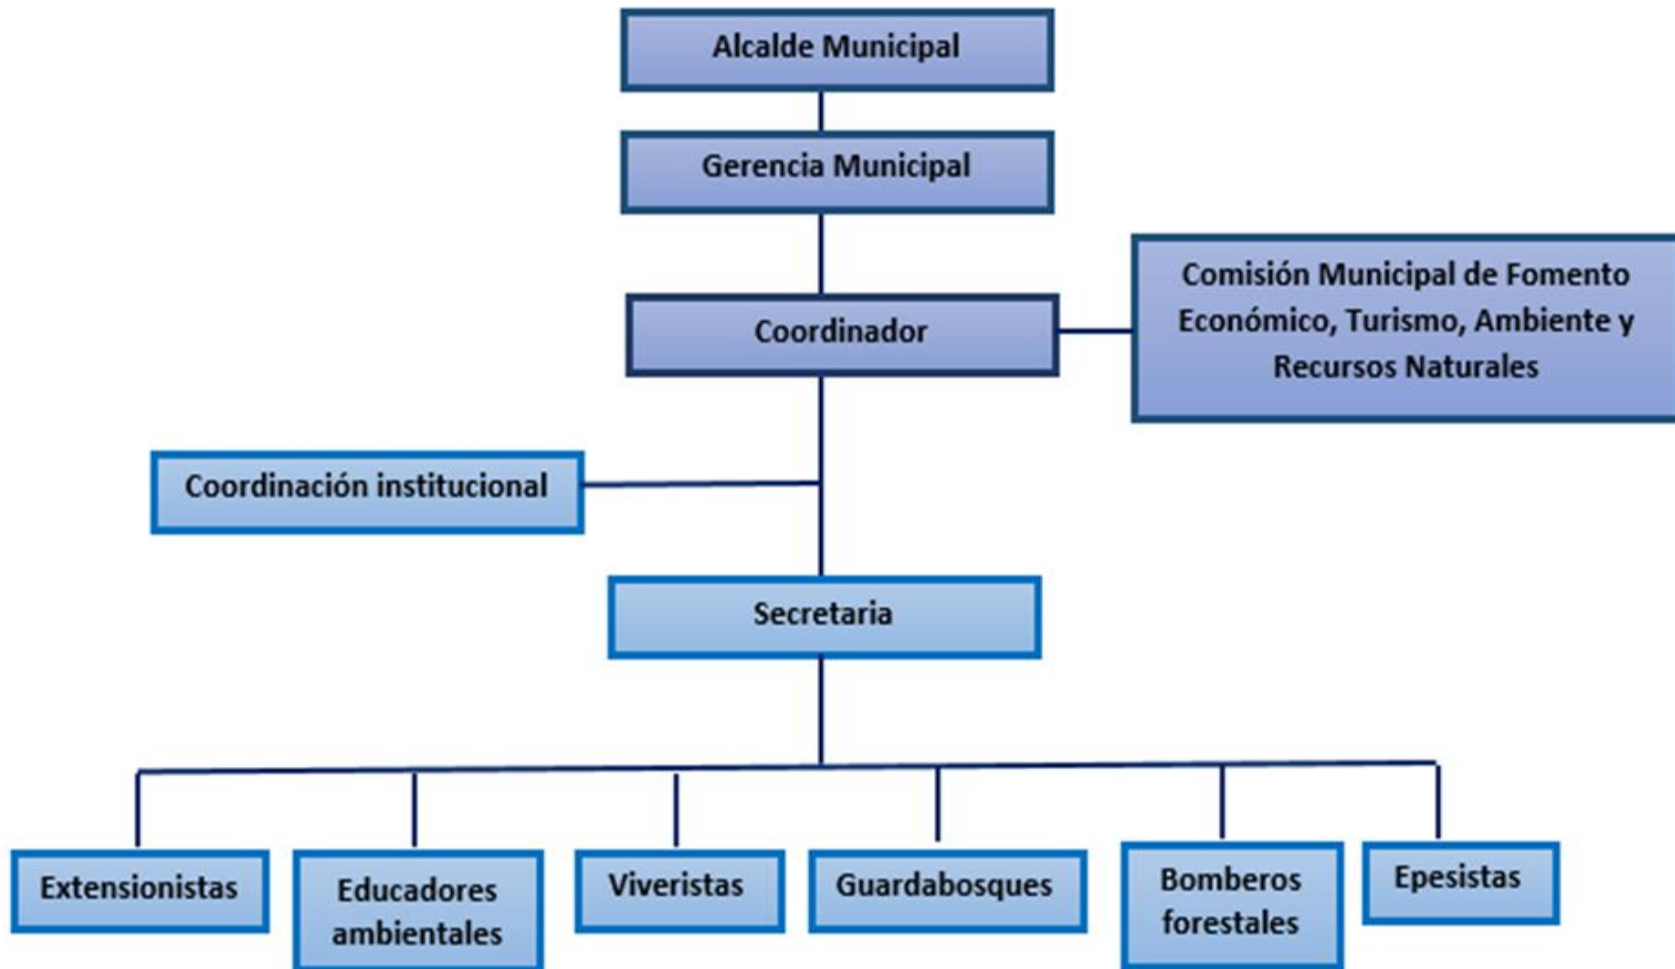 Alcalde Municipal
Gerencia Municipal
Coordinador
Comisión Municipal de Fomento
Económico, Turismo, Ambiente y
Recursos Naturales
Coordinación institucional
Secretaria
Extensionistas
Educadores
ambientales
Viveristas
Guardabosques
Bomberos
forestales
Epesistas